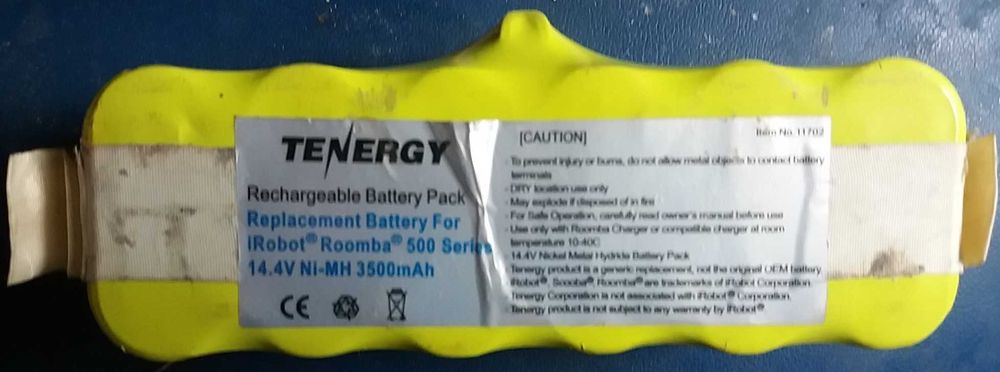 TENERGY
Rechargeable Battery Pack
Replacement Battery For
iRobot® Roomba® 500 Series
14.4V Ni-MH 3500mAh
CE
[CAUTION]
Item No. 11702
- To prevent injury or burns, do not allow metal objects to contact battery
terminals
- DRY location use only
- May explode if disposed of in fire
- For Safe Operation, carefully read owner's manual before use
- Use only with Roomba Charger or compatible charger at room
temperature 10-40C
14.4V Nickel Metal Hydride Battery Pack
Tenergy product is a generic replacement, not the original OEM battery
iRobot®, Scooba®, Roomba® are trademarks of iRobot Corporation.
Tenergy Corporation is not associated with iRobot® Corporation.
Tenergy product is not subject to any warranty by iRobot®